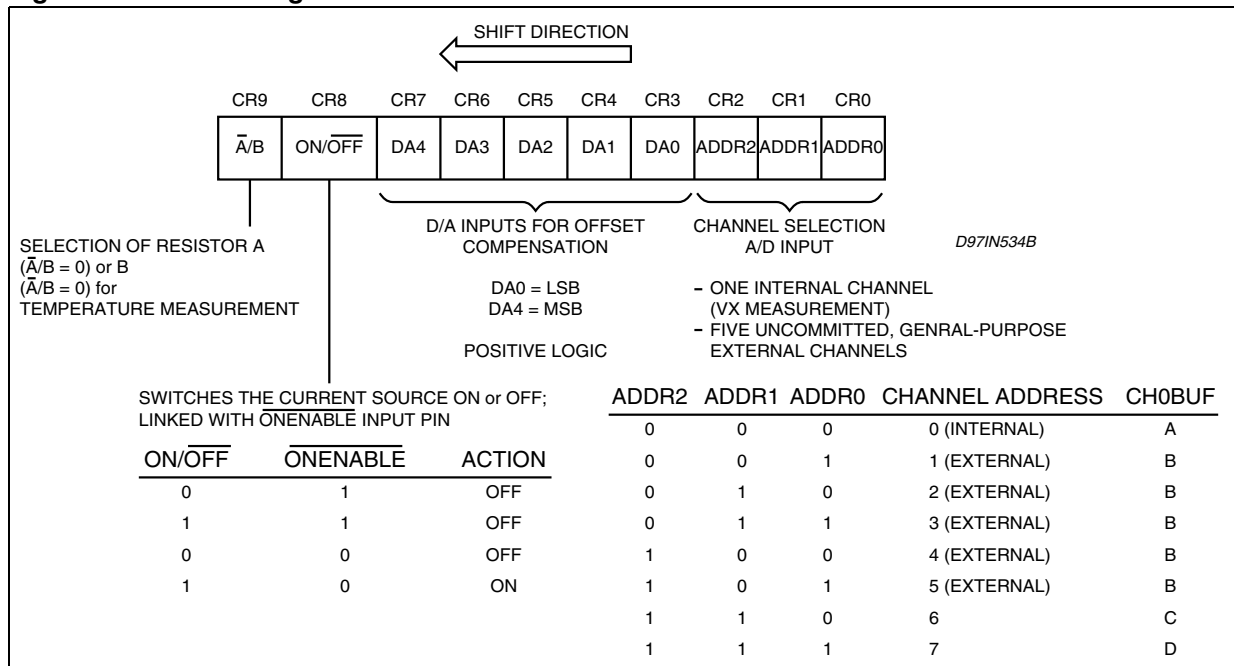 SHIFT DIRECTION
CR9 CR8 CR7 CR6 CR5 CR4 CR3 CR2 CR1 CR0
A̅/B ON/O̅F̅F̅ DA4 DA3 DA2 DA1 DA0 ADDR2 ADDR1 ADDR0
SELECTION OF RESISTOR A
(A̅/B = 0) or B
(A̅/B = 0) for
TEMPERATURE MEASUREMENT
D/A INPUTS FOR OFFSET
COMPENSATION
DA0 = LSB
DA4 = MSB
POSITIVE LOGIC
CHANNEL SELECTION
A/D INPUT
– ONE INTERNAL CHANNEL
(VX MEASUREMENT)
– FIVE UNCOMMITTED, GENRAL-PURPOSE
EXTERNAL CHANNELS
D97IN534B
SWITCHES THE CURRENT SOURCE ON or OFF;
LINKED WITH O̅N̅E̅N̅A̅B̅L̅E̅ INPUT PIN
ON/O̅F̅F̅ O̅N̅E̅N̅A̅B̅L̅E̅ ACTION
0 1 OFF
1 1 OFF
0 0 OFF
1 0 ON
ADDR2 ADDR1 ADDR0 CHANNEL ADDRESS CH0BUF
0 0 0 0 (INTERNAL) A
0 0 1 1 (EXTERNAL) B
0 1 0 2 (EXTERNAL) B
0 1 1 3 (EXTERNAL) B
1 0 0 4 (EXTERNAL) B
1 0 1 5 (EXTERNAL) B
1 1 0 6 C
1 1 1 7 D